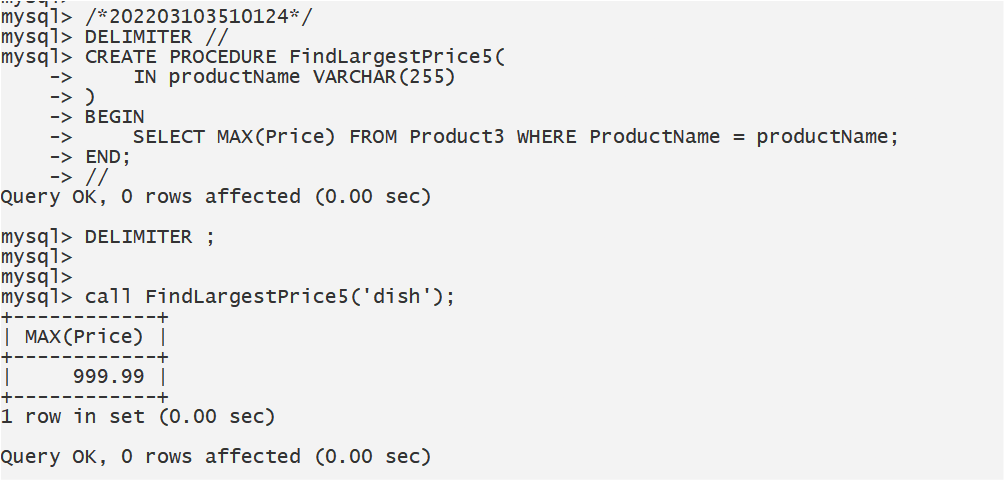 mysql> /*202203103510124*/
mysql> DELIMITER //
mysql> CREATE PROCEDURE FindLargestPrice5(
    ->     IN productName VARCHAR(255)
    -> )
    -> BEGIN
    ->     SELECT MAX(Price) FROM Product3 WHERE ProductName = productName;
    -> END;
    -> //
Query OK, 0 rows affected (0.00 sec)
mysql> DELIMITER ;
mysql>
mysql>
mysql> call FindLargestPrice5('dish');
+------------+
| MAX(Price) |
+------------+
|     999.99 |
+------------+
1 row in set (0.00 sec)
Query OK, 0 rows affected (0.00 sec)